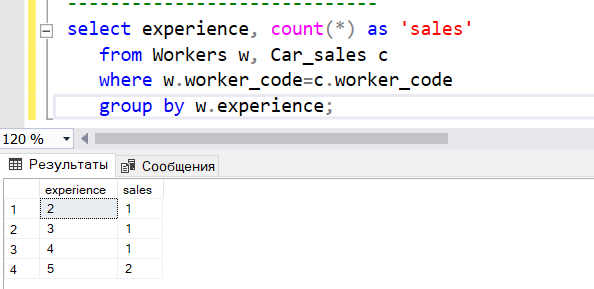 ------------------------------
select experience, count(*) as 'sales'
from Workers w, Car_sales c
where w.worker_code=c.worker_code
group by w.experience;
120 %
Результаты Сообщения
experience sales
1 2 1
2 3 1
3 4 1
4 5 2